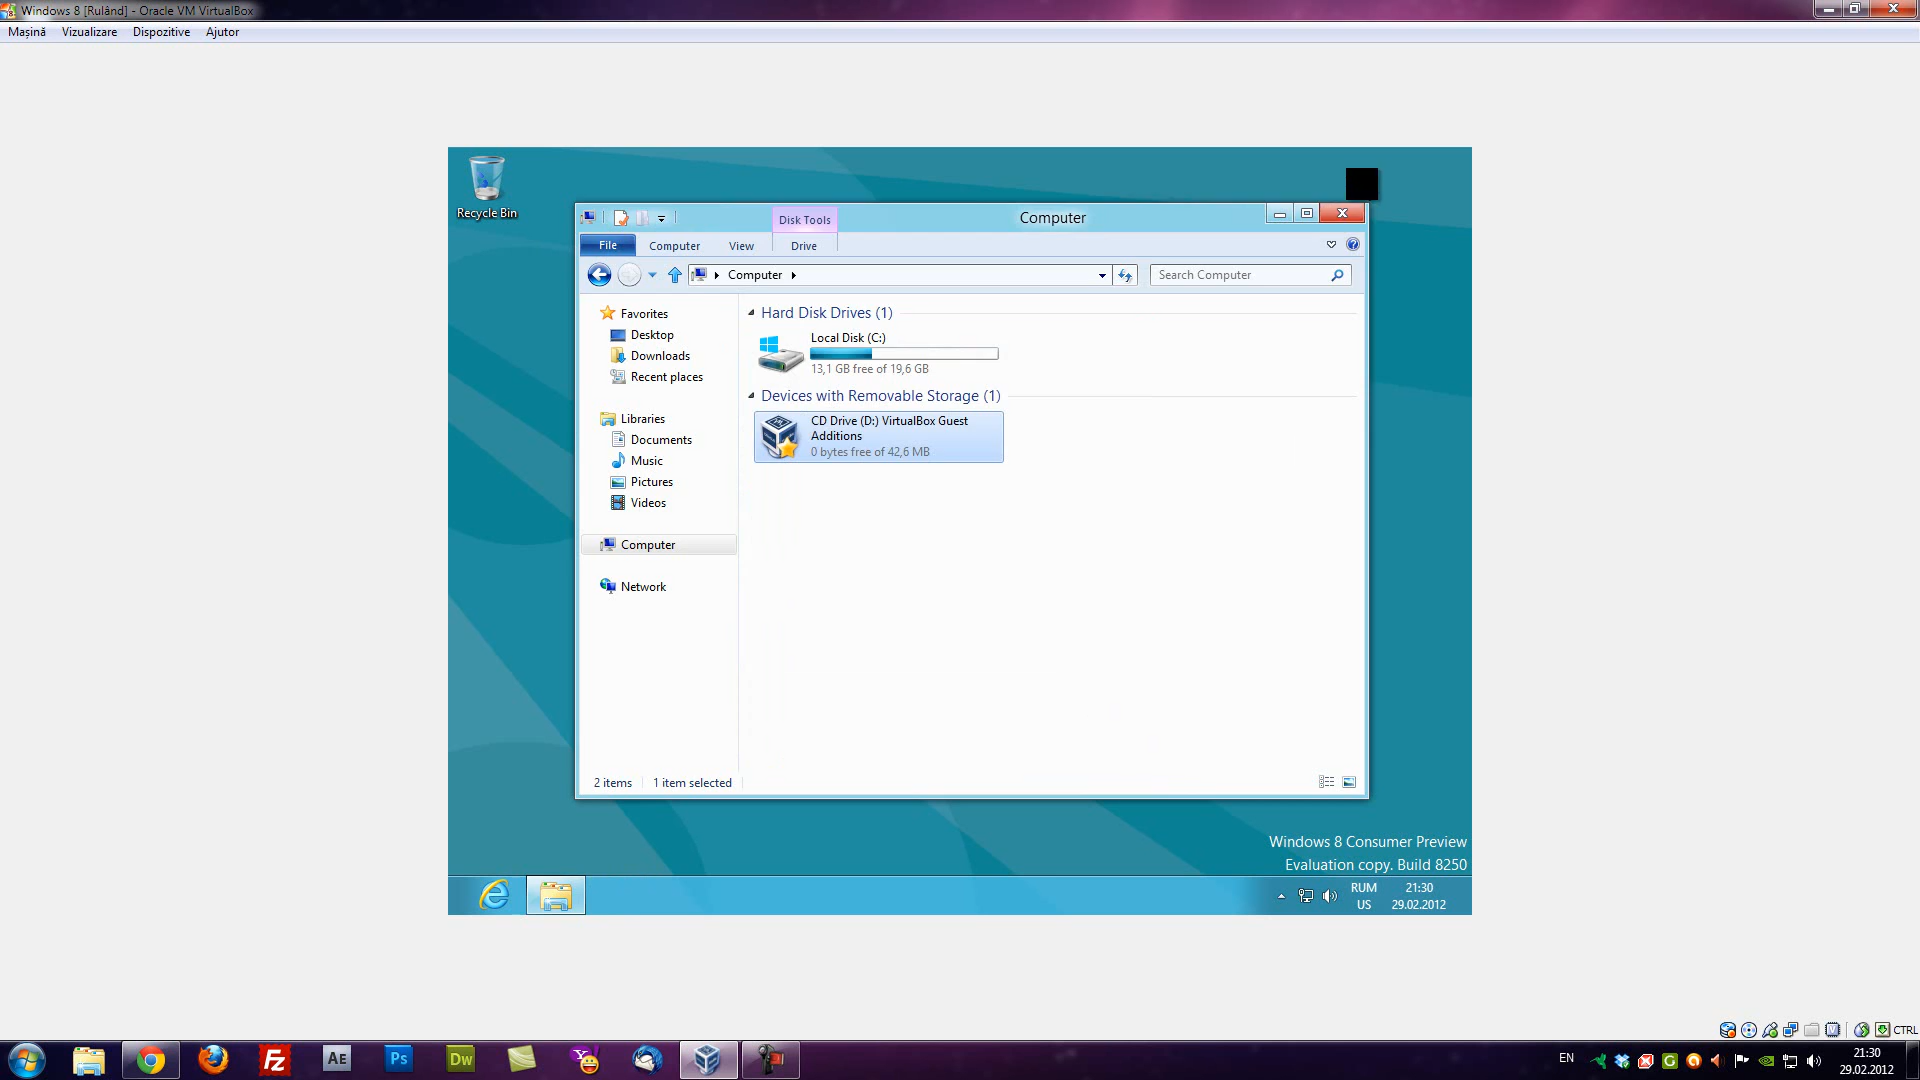 Windows 8 [Rulând] - Oracle VM VirtualBox
Mașină Vizualizare Dispozitive Ajutor
Recycle Bin
Disk Tools
Computer
File Computer View Drive
Computer
Search Computer
Favorites
Desktop
Downloads
Recent places
Libraries
Documents
Music
Pictures
Videos
Computer
Network
Hard Disk Drives (1)
Local Disk (C:)
13,1 GB free of 19,6 GB
Devices with Removable Storage (1)
CD Drive (D:) VirtualBox Guest
Additions
0 bytes free of 42,6 MB
2 items 1 item selected
Windows 8 Consumer Preview
Evaluation copy. Build 8250
RUM 21:30
US 29.02.2012
CTRL
Fz AE Ps Dw
EN
21:30
29.02.2012